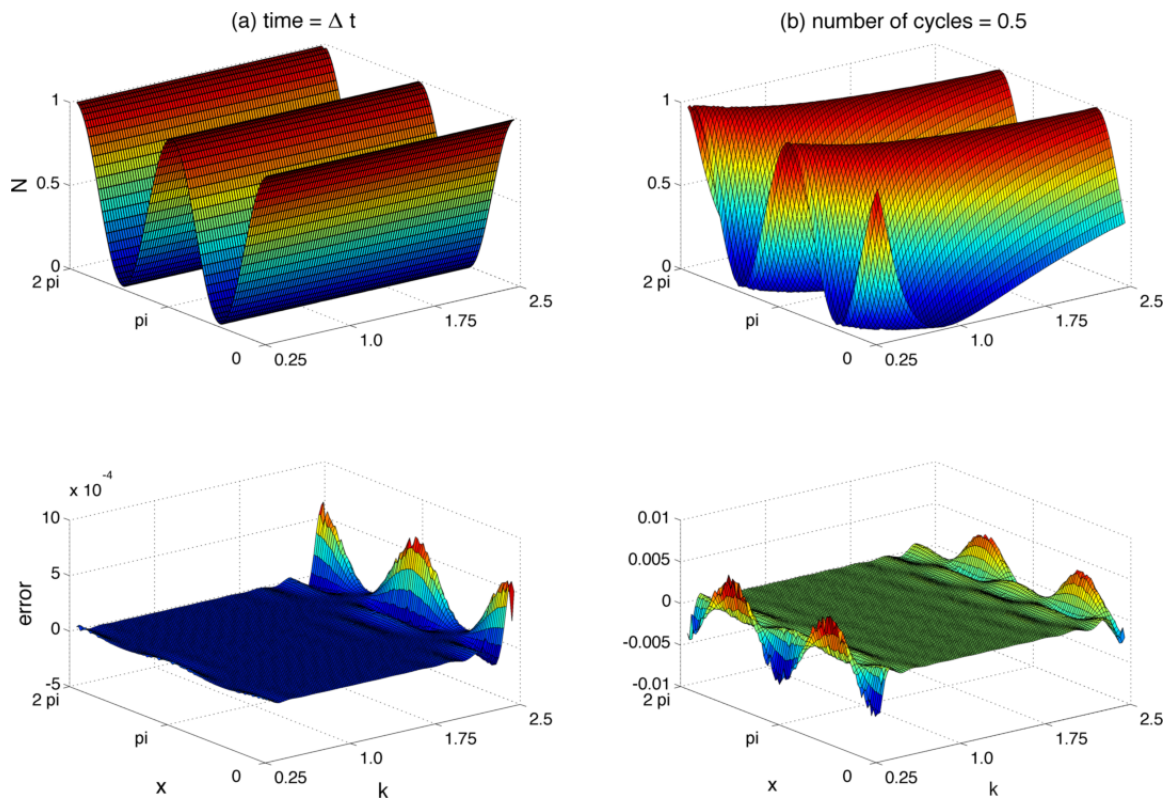 (a) time = Δ t
(b) number of cycles = 0.5
1
0.5
0
N
2 pi
pi
0
0.25
1.0
1.75
2.5
1
0.5
0
2 pi
pi
0
0.25
1.0
1.75
2.5
x 10⁻⁴
10
5
0
-5
error
2 pi
pi
0
x
0.25
1.0
1.75
2.5
k
0.01
0.005
0
-0.005
-0.01
2 pi
pi
0
x
0.25
1.0
1.75
2.5
k